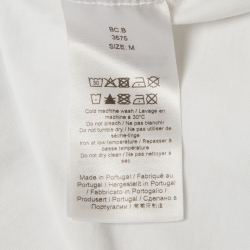 BC.B
3575
SIZE: M
Cold machine wash / Lavage en
machine à 30°C
Do not bleach / Ne pas blanchir
Do not tumble dry / Ne pas utiliser de
sèche-linge
Iron at low temperature / Repasser à
basse température
Do not dry clean / Ne pas nettoyer à
sec
Made in Portugal / Fabriqué au
Portugal / Hergestellt in Portugal
/ Fabbricato in Portogallo /
Produsert i Portugal / Сделано в
Португалии /